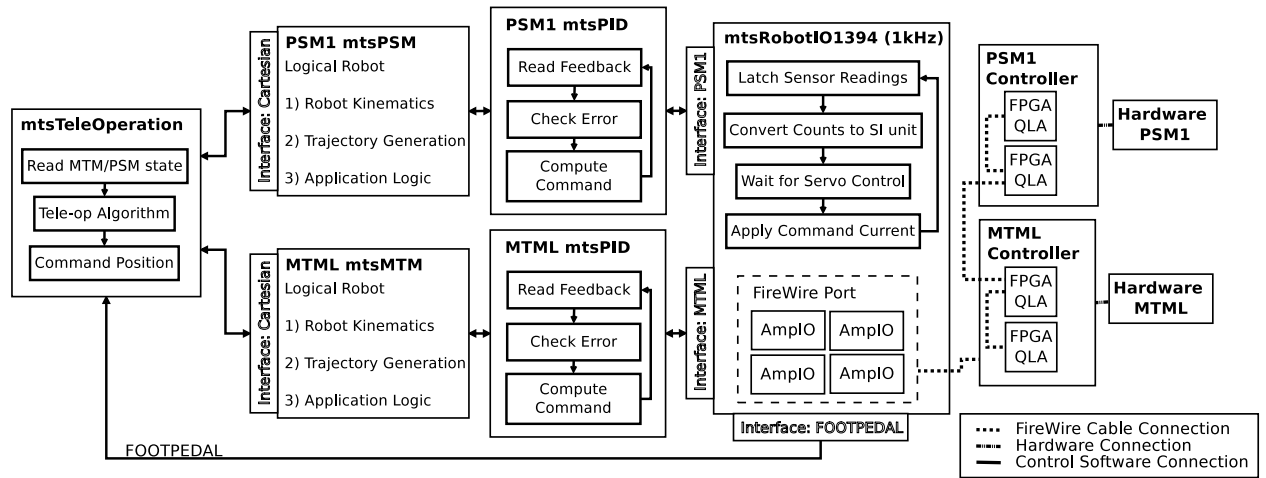 mtsTeleOperation
Read MTM/PSM state
Tele-op Algorithm
Command Position
Interface: Cartesian
PSM1 mtsPSM
Logical Robot
1) Robot Kinematics
2) Trajectory Generation
3) Application Logic
PSM1 mtsPID
Read Feedback
Check Error
Compute
Command
Interface: Cartesian
MTML mtsMTM
Logical Robot
1) Robot Kinematics
2) Trajectory Generation
3) Application Logic
MTML mtsPID
Read Feedback
Check Error
Compute
Command
Interface: PSM1
Interface: MTML
mtsRobotIO1394 (1kHz)
Latch Sensor Readings
Convert Counts to SI unit
Wait for Servo Control
Apply Command Current
FireWire Port
AmpIO
AmpIO
AmpIO
AmpIO
Interface: FOOTPEDAL
FOOTPEDAL
PSM1
Controller
FPGA
QLA
FPGA
QLA
Hardware
PSM1
MTML
Controller
FPGA
QLA
FPGA
QLA
Hardware
MTML
FireWire Cable Connection
Hardware Connection
Control Software Connection